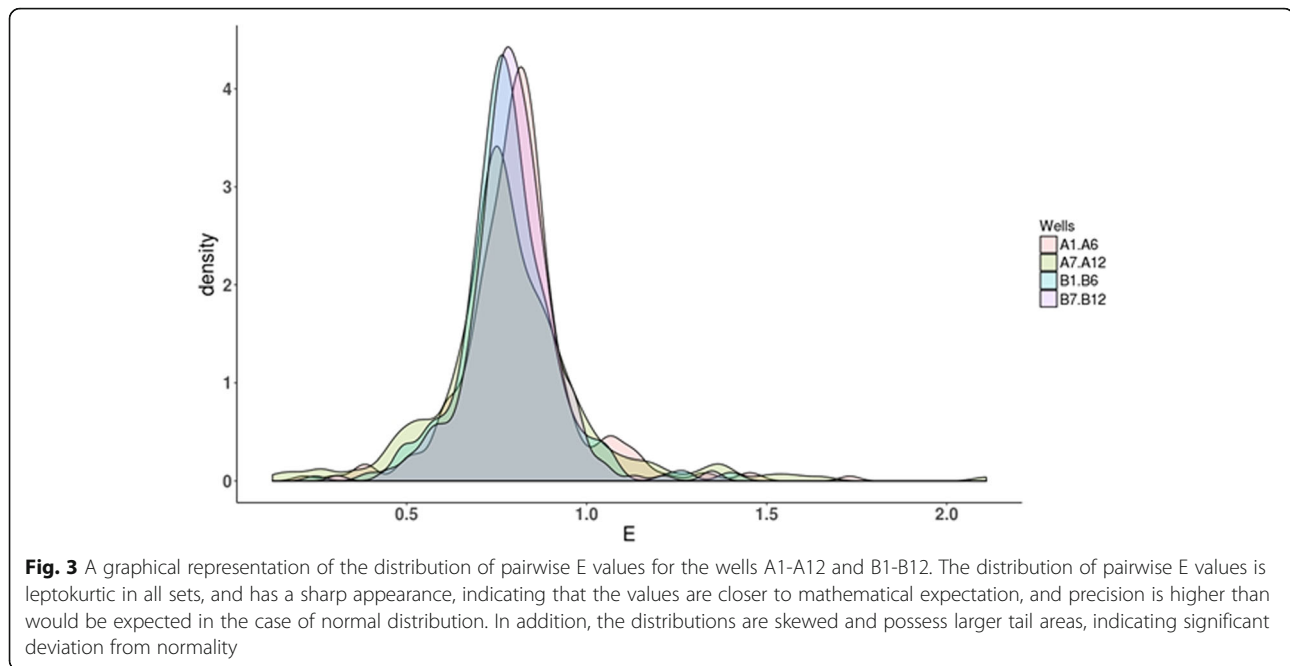 4
3
2
1
0
density
0.5 1.0 1.5 2.0
E
Wells
A1.A6
A7.A12
B1.B6
B7.B12
Fig. 3 A graphical representation of the distribution of pairwise E values for the wells A1-A12 and B1-B12. The distribution of pairwise E values is
leptokurtic in all sets, and has a sharp appearance, indicating that the values are closer to mathematical expectation, and precision is higher than
would be expected in the case of normal distribution. In addition, the distributions are skewed and possess larger tail areas, indicating significant
deviation from normality